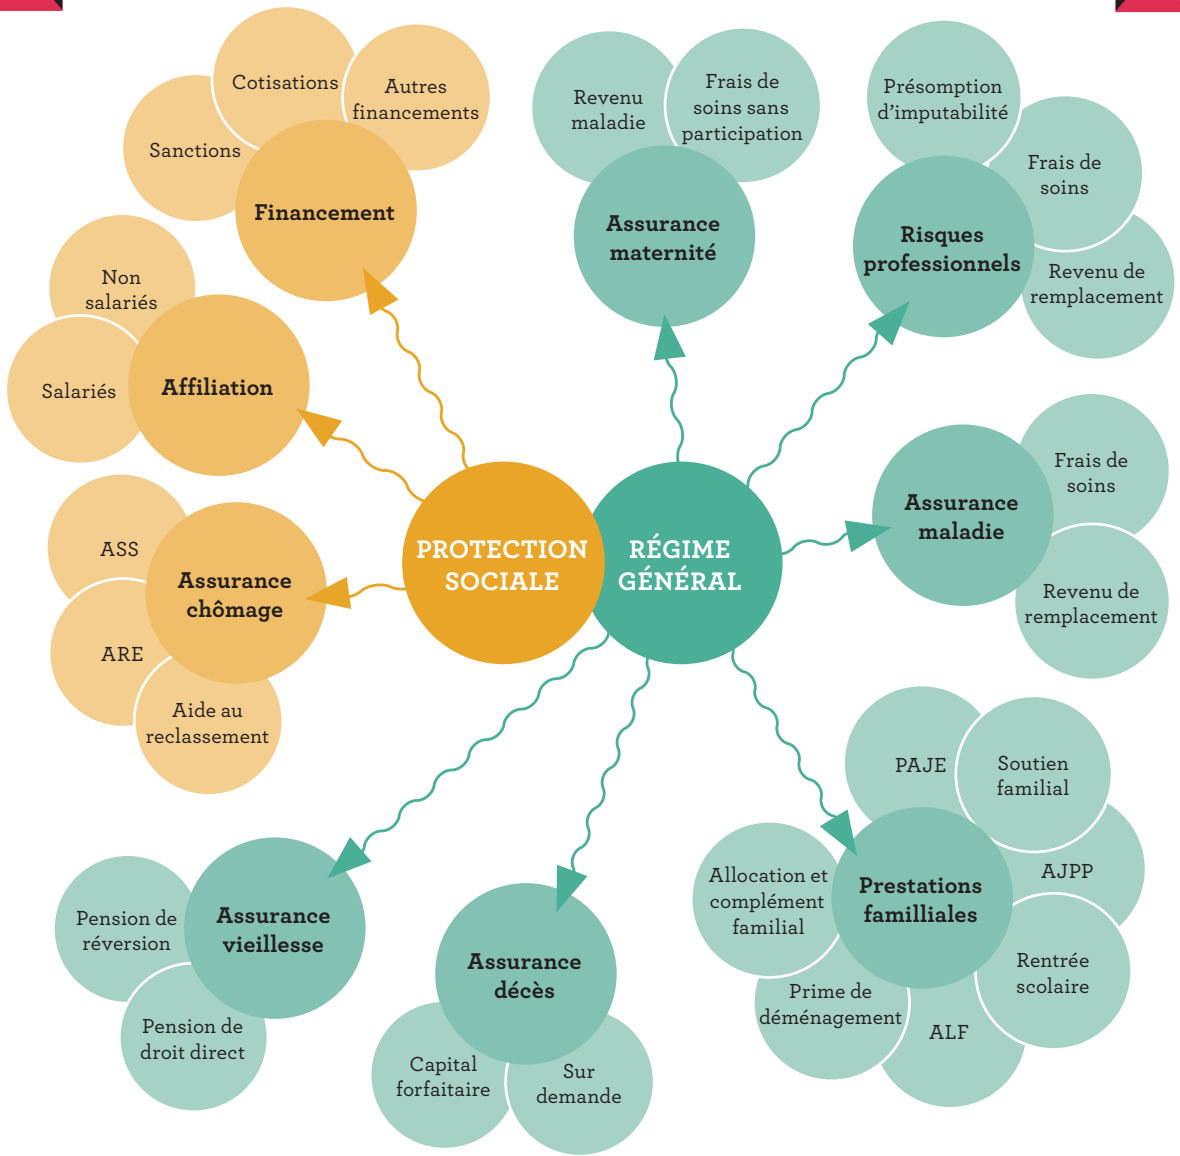 Cotisations
Autres
financements
Sanctions
Financement
Non
salariés
Salariés
Affiliation
ASS
ARE
Aide au
reclassement
Assurance
chômage
PROTECTION
SOCIALE
RÉGIME
GÉNÉRAL
Revenu
maladie
Frais de
soins sans
participation
Assurance
maternité
Présomption
d'imputabilité
Frais de
soins
Revenu de
remplacement
Risques
professionnels
Assurance
maladie
Frais de
soins
Revenu de
remplacement
PAJE
Soutien
familial
AJPP
Rentrée
scolaire
ALF
Prime de
déménagement
Allocation et
complément
familial
Prestations
familliales
Assurance
décès
Capital
forfaitaire
Sur
demande
Assurance
vieillesse
Pension de
réversion
Pension de
droit direct